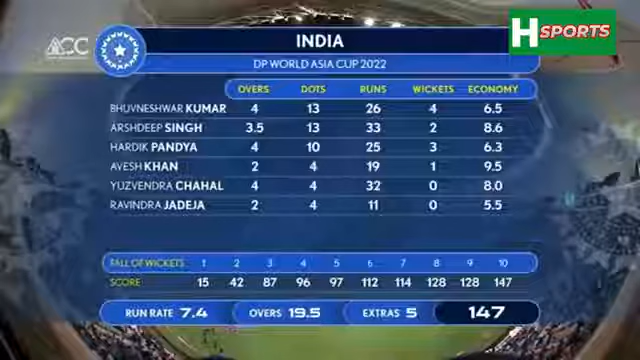 H SPORTS
ACC
INDIA
DP WORLD ASIA CUP 2022
OVERS DOTS RUNS WICKETS ECONOMY
BHUVNESHWAR KUMAR 4 13 26 4 6.5
ARSHDEEP SINGH 3.5 13 33 2 8.6
HARDIK PANDYA 4 10 25 3 6.3
AVESH KHAN 2 4 19 1 9.5
YUZVENDRA CHAHAL 4 4 32 0 8.0
RAVINDRA JADEJA 2 4 11 0 5.5
FALL OF WICKETS 1 2 3 4 5 6 7 8 9 10
SCORE 15 42 87 96 97 112 114 128 128 147
RUN RATE 7.4 OVERS 19.5 EXTRAS 5 147